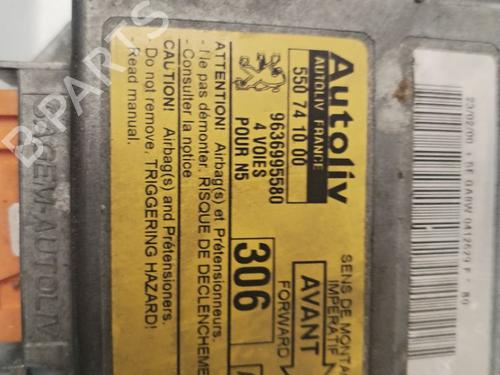 Autoliv
AUTOLIV FRANCE
550 74 10 00
9636995580
4 VOIES
POUR N5
306
SENS DE MONTA
IMPERATIF
AVANT
FORWARD
ATTENTION! Airbag(s) et Prétensionneurs.
- Ne pas démonter. RISQUE DE DECLENCHEME
- Consulter la notice
CAUTION! Airbag(s) and Prétensioners.
- Do not remove. TRIGGERING HAZARD!
- Read manual.
SAGEM-AUTOLIV
B-PARTS